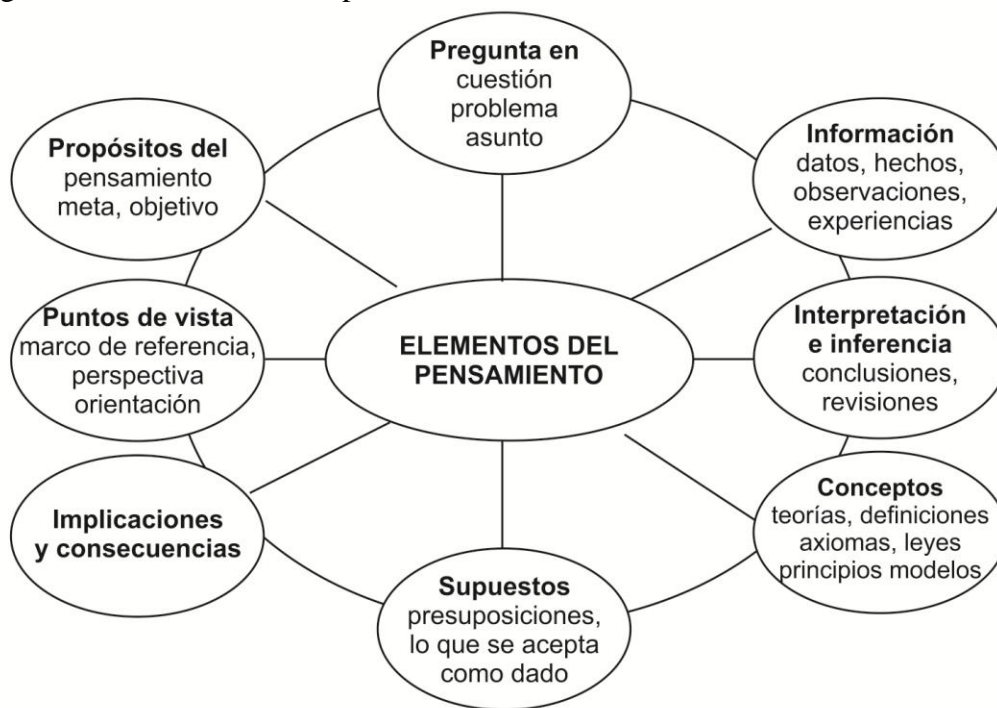 Pregunta en
cuestión
problema
asunto
Propósitos del
pensamiento
meta, objetivo
Información
datos, hechos,
observaciones,
experiencias
Puntos de vista
marco de referencia,
perspectiva
orientación
ELEMENTOS DEL
PENSAMIENTO
Interpretación
e inferencia
conclusiones,
revisiones
Implicaciones
y consecuencias
Conceptos
teorías, definiciones
axiomas, leyes
principios modelos
Supuestos
presuposiciones,
lo que se acepta
como dado